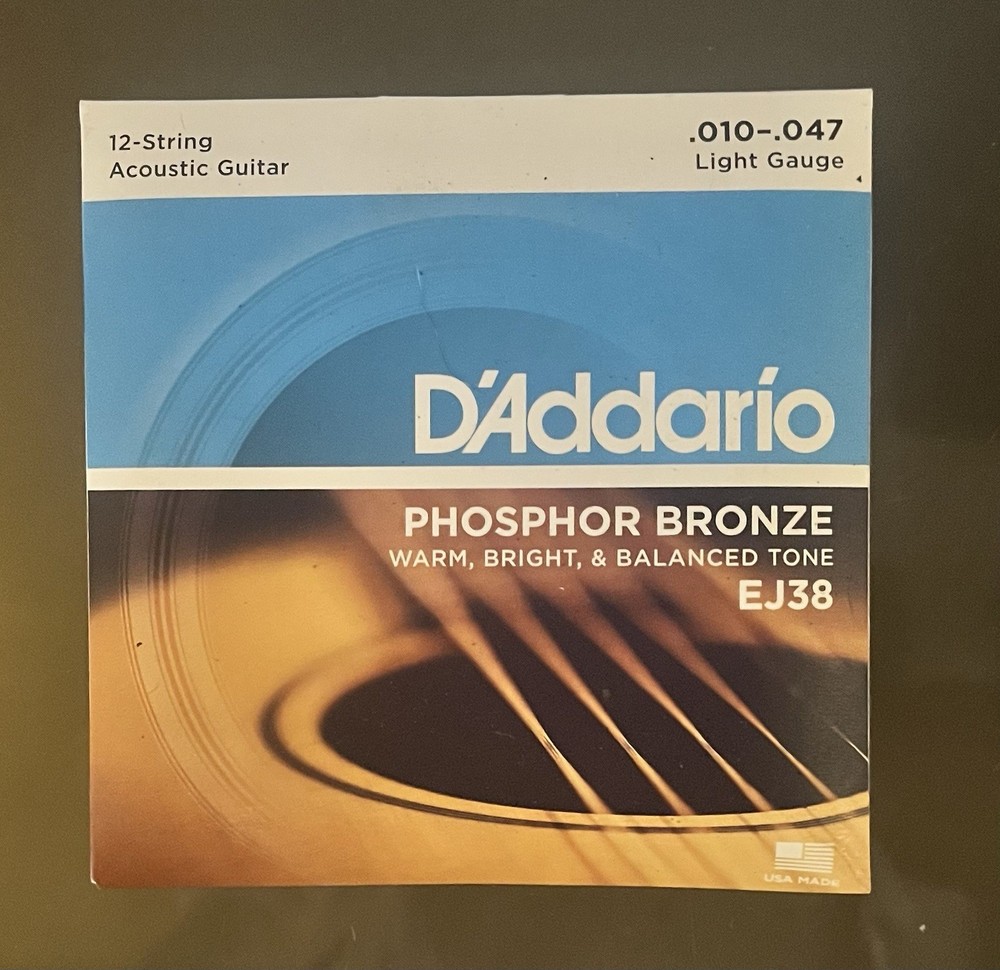 12-String
Acoustic Guitar
.010–.047
Light Gauge
D'Addario
PHOSPHOR BRONZE
WARM, BRIGHT, & BALANCED TONE
EJ38
USA MADE